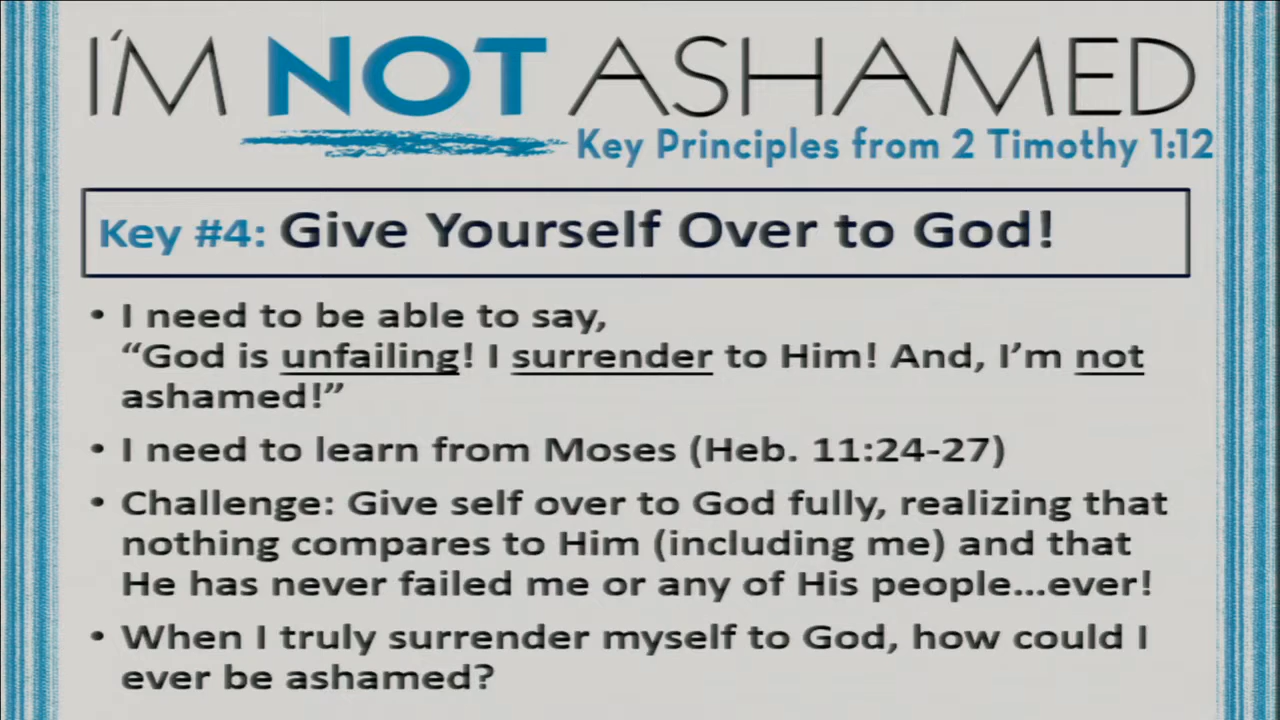 I'M NOT ASHAMED
Key Principles from 2 Timothy 1:12
Key #4: Give Yourself Over to God!
• I need to be able to say,
“God is unfailing! I surrender to Him! And, I’m not
ashamed!”
• I need to learn from Moses (Heb. 11:24-27)
• Challenge: Give self over to God fully, realizing that
nothing compares to Him (including me) and that
He has never failed me or any of His people…ever!
• When I truly surrender myself to God, how could I
ever be ashamed?